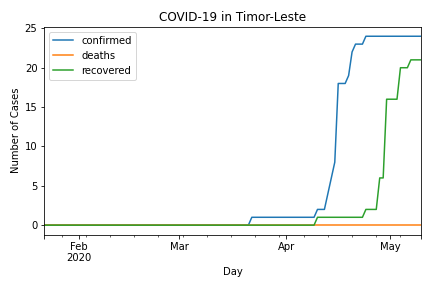 COVID-19 in Timor-Leste
confirmed
deaths
recovered
Number of Cases
25
20
15
10
5
0
Feb
2020
Mar
Apr
May
Day